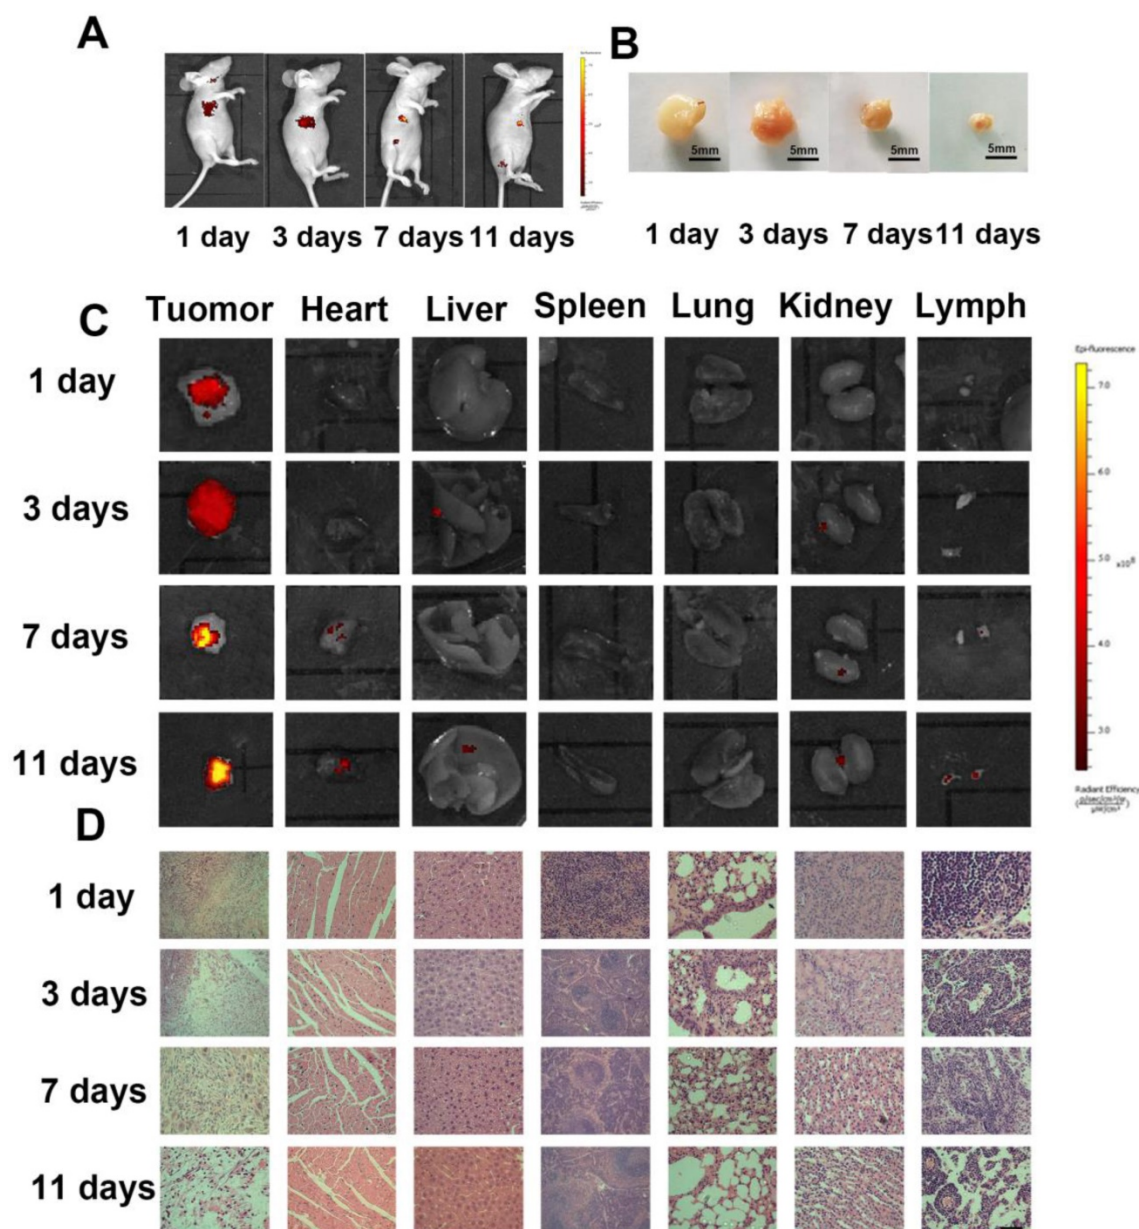 A
B
5mm 5mm 5mm 5mm
1 day 3 days 7 days 11 days
1 day 3 days 7 days 11 days
C
Tuomor Heart Liver Spleen Lung Kidney Lymph
Epi-fluorescence
1 day
7.0
6.0
3 days
5.0
x10⁸
7 days
4.0
11 days
3.0
Radiant Efficiency
D
1 day
3 days
7 days
11 days